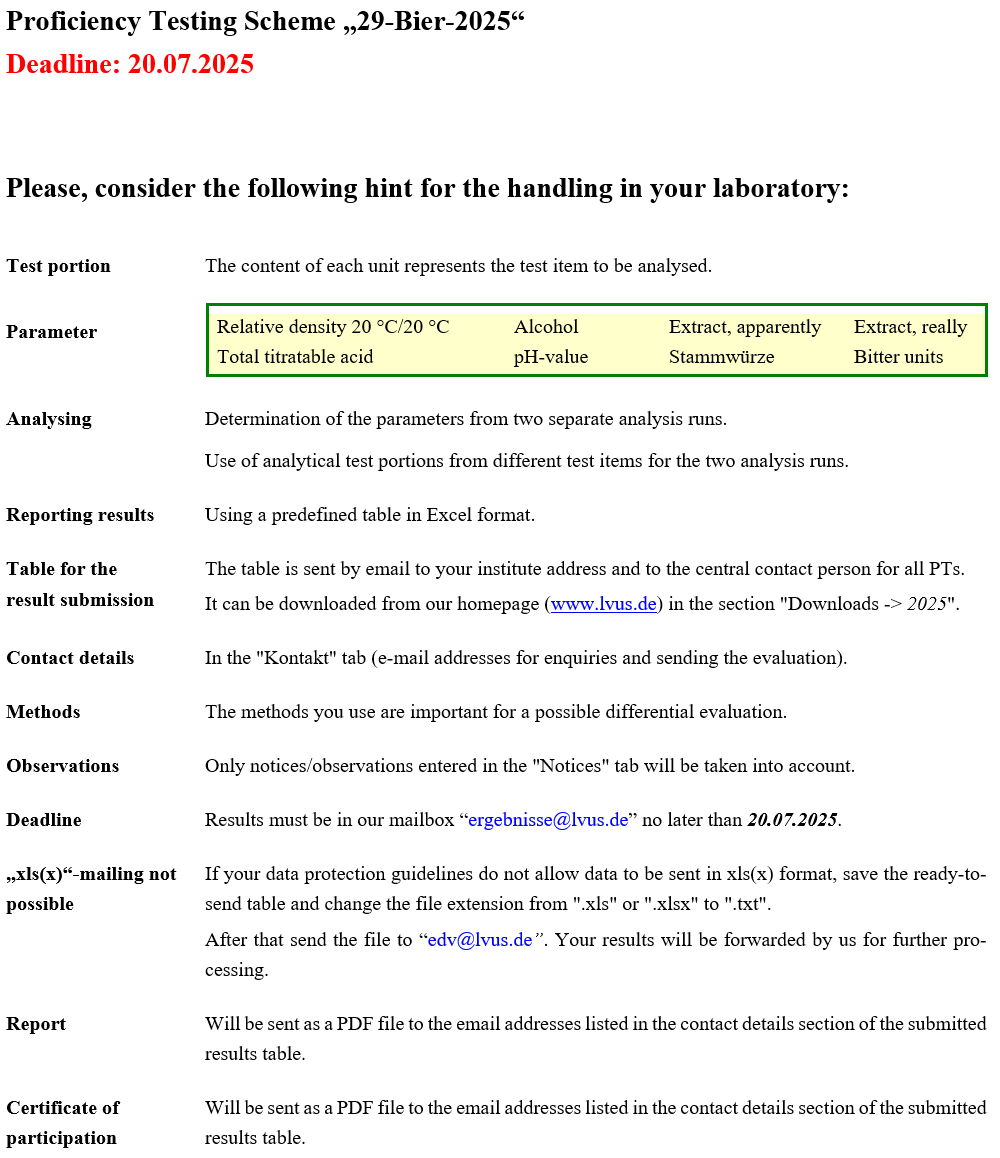 Proficiency Testing Scheme „29-Bier-2025“
Deadline: 20.07.2025
Please, consider the following hint for the handling in your laboratory:
Test portion The content of each unit represents the test item to be analysed.
Parameter
Relative density 20 °C/20 °C Alcohol Extract, apparently Extract, really
Total titratable acid pH-value Stammwürze Bitter units
Analysing Determination of the parameters from two separate analysis runs.
Use of analytical test portions from different test items for the two analysis runs.
Reporting results Using a predefined table in Excel format.
Table for the result submission
The table is sent by email to your institute address and to the central contact person for all PTs.
It can be downloaded from our homepage (www.lvus.de) in the section "Downloads -> 2025".
Contact details In the "Kontakt" tab (e-mail addresses for enquiries and sending the evaluation).
Methods The methods you use are important for a possible differential evaluation.
Observations Only notices/observations entered in the "Notices" tab will be taken into account.
Deadline Results must be in our mailbox “ergebnisse@lvus.de” no later than 20.07.2025.
„xls(x)“-mailing not possible
If your data protection guidelines do not allow data to be sent in xls(x) format, save the ready-to-
send table and change the file extension from ".xls" or ".xlsx" to ".txt".
After that send the file to “edv@lvus.de”. Your results will be forwarded by us for further pro-
cessing.
Report Will be sent as a PDF file to the email addresses listed in the contact details section of the submitted
results table.
Certificate of participation
Will be sent as a PDF file to the email addresses listed in the contact details section of the submitted
results table.